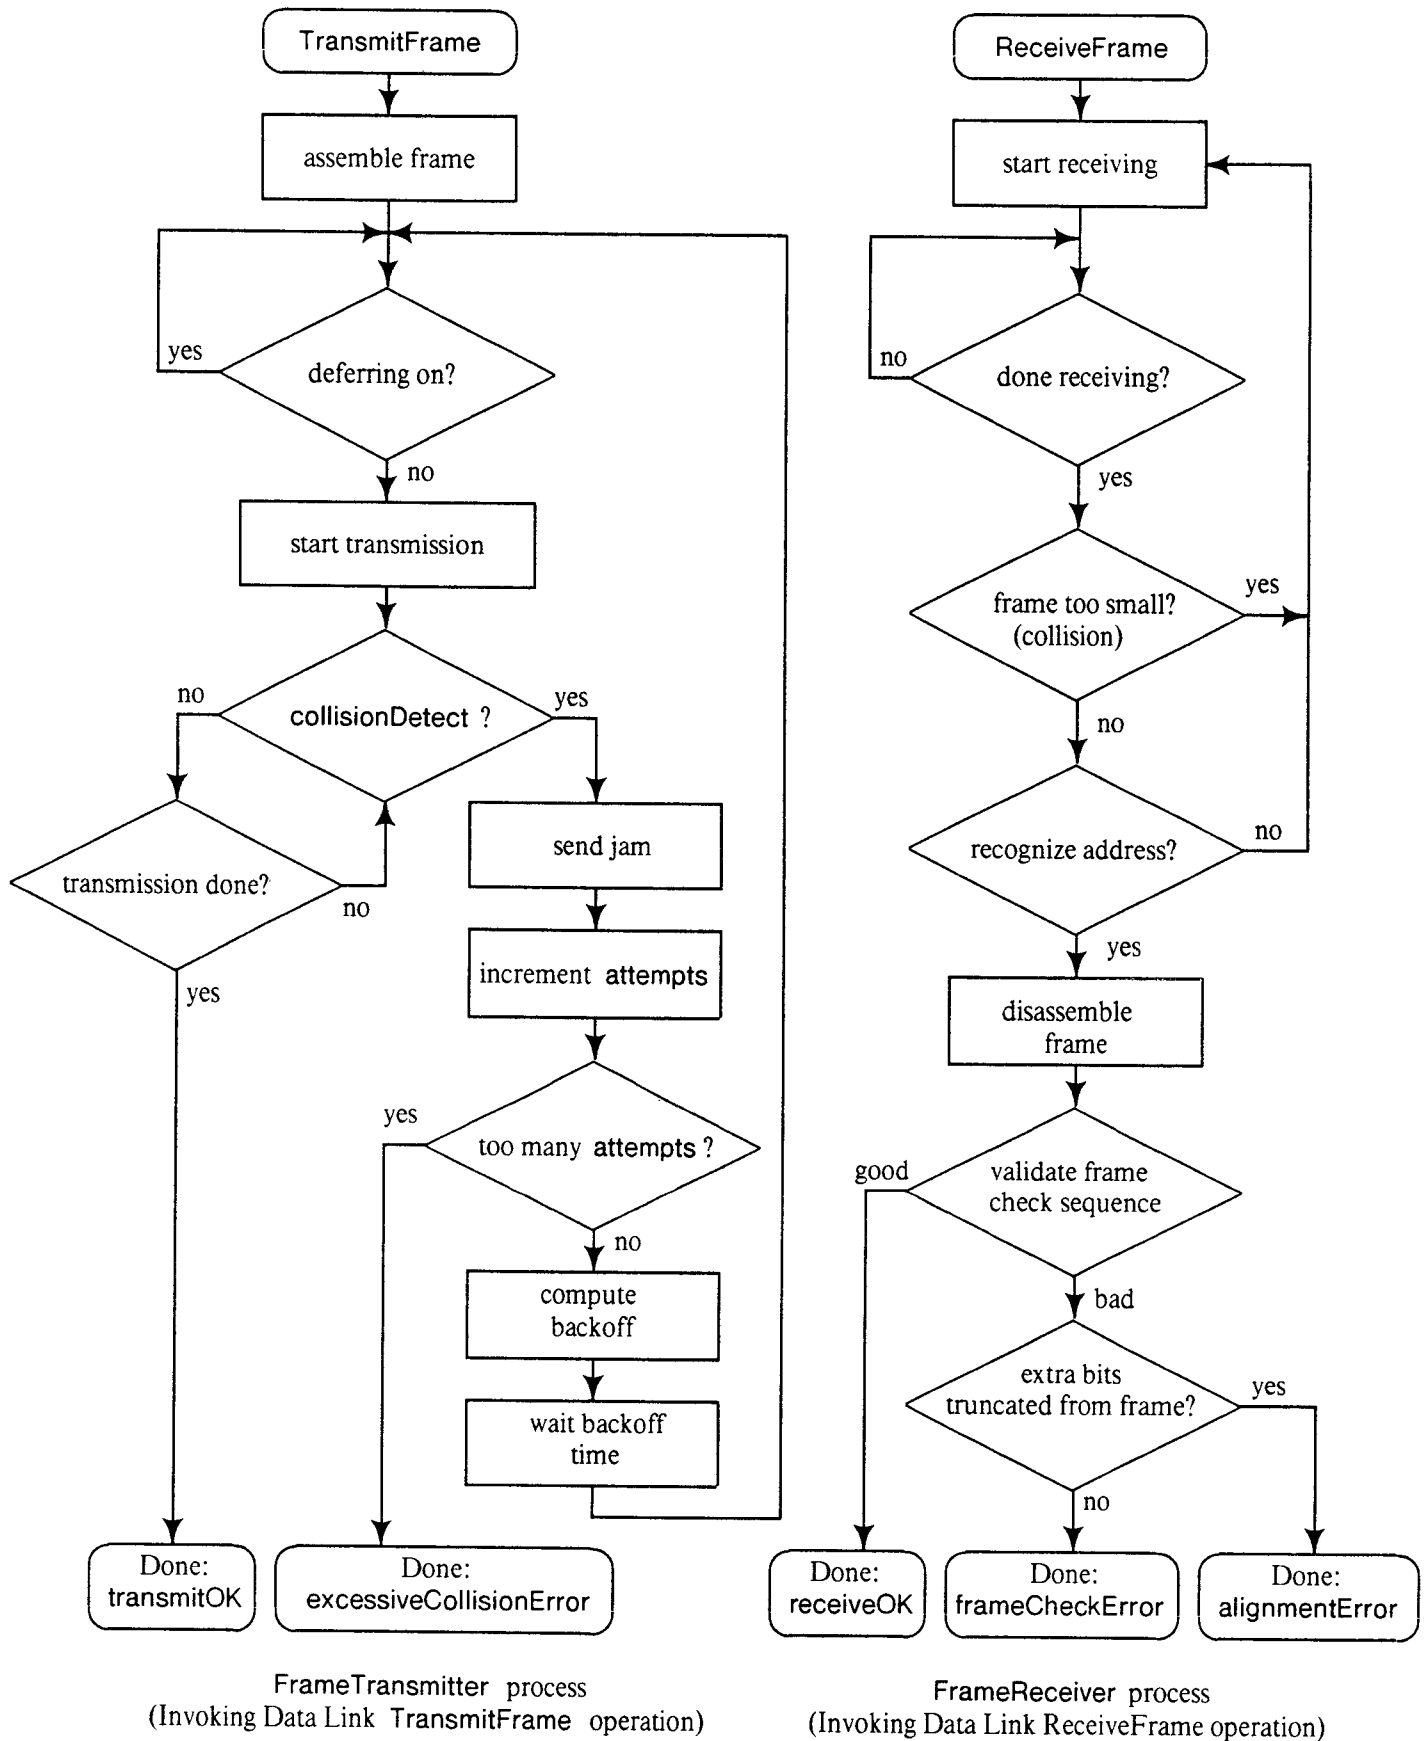 TransmitFrame
assemble frame
yes
deferring on?
no
start transmission
no
collisionDetect ?
yes
transmission done?
no
yes
send jam
increment attempts
yes
too many attempts ?
no
compute
backoff
wait backoff
time
Done:
transmitOK
Done:
excessiveCollisionError
FrameTransmitter process
(Invoking Data Link TransmitFrame operation)
ReceiveFrame
start receiving
no
done receiving?
yes
frame too small?
(collision)
yes
no
recognize address?
no
yes
disassemble
frame
good
validate frame
check sequence
bad
extra bits
truncated from frame?
yes
no
Done:
receiveOK
Done:
frameCheckError
Done:
alignmentError
FrameReceiver process
(Invoking Data Link ReceiveFrame operation)